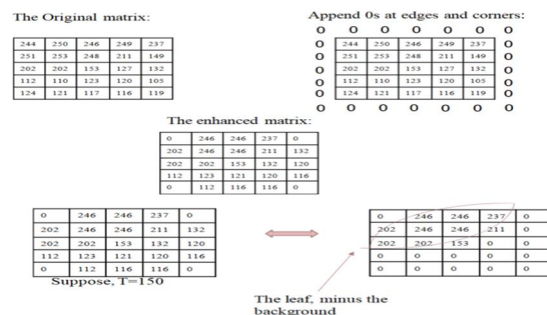 The Original matrix:
244 250 246 249 237
251 253 248 211 149
202 202 153 127 132
112 110 123 120 105
124 121 117 116 119
Append 0s at edges and corners:
0 0 0 0 0 0 0
0 244 250 246 249 237 0
0 251 253 248 211 149 0
0 202 202 153 127 132 0
0 112 110 123 120 105 0
0 124 121 117 116 119 0
0 0 0 0 0 0 0
The enhanced matrix:
0 246 246 237 0
202 246 246 211 132
202 202 153 132 120
112 123 121 120 116
0 112 116 116 0
0 246 246 237 0
202 246 246 211 132
202 202 153 132 120
112 123 121 120 116
0 112 116 116 0
Suppose, T=150
0 246 246 237 0
202 246 246 211 0
202 202 153 0 0
0 0 0 0 0
0 0 0 0 0
The leaf, minus the
background